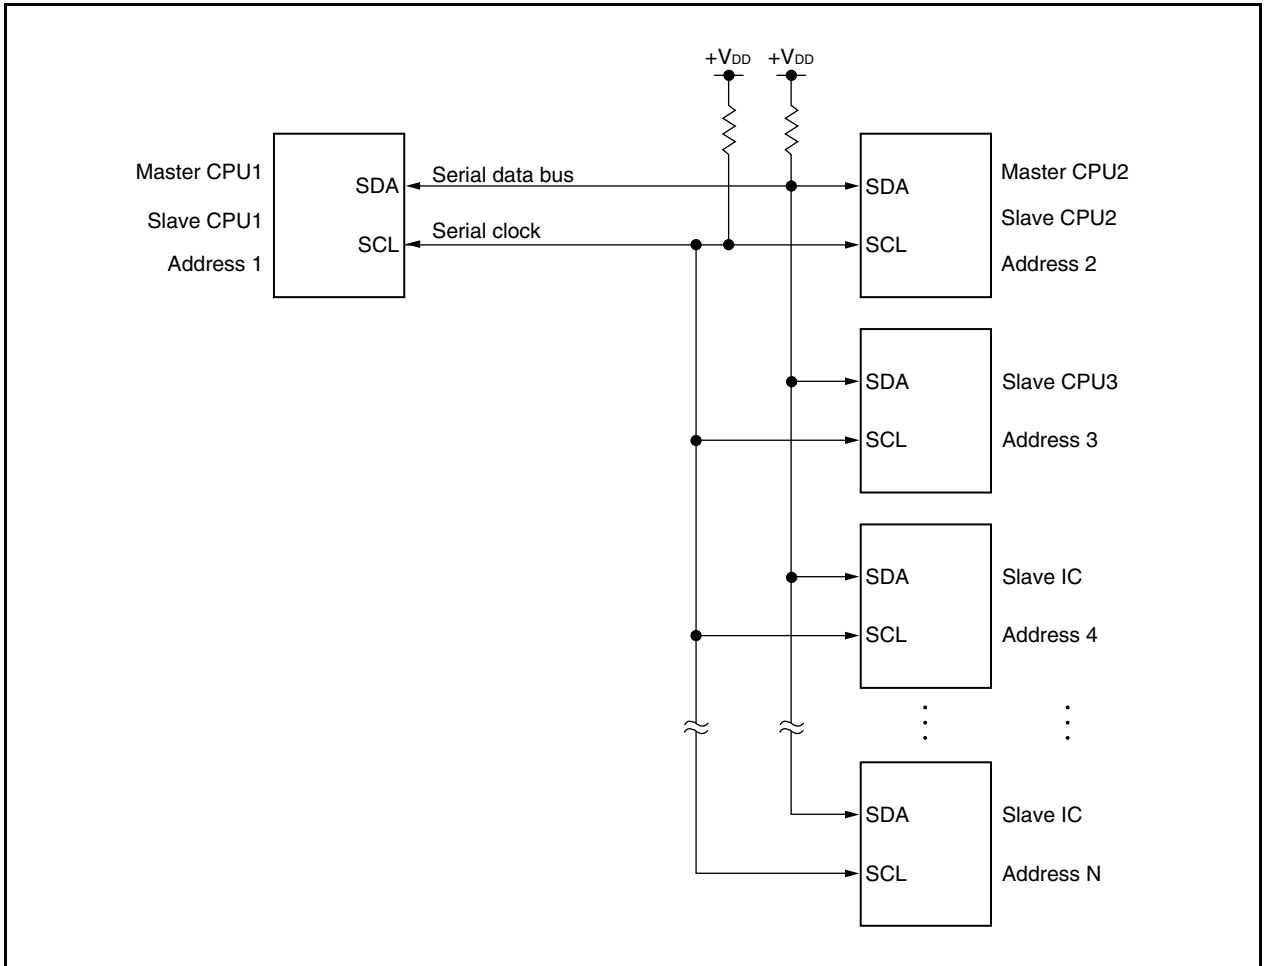 +VDD +VDD
Master CPU1
Slave CPU1
Address 1
SDA
SCL
Serial data bus
Serial clock
SDA
SCL
Master CPU2
Slave CPU2
Address 2
SDA
SCL
Slave CPU3
Address 3
SDA
SCL
Slave IC
Address 4
SDA
SCL
Slave IC
Address N